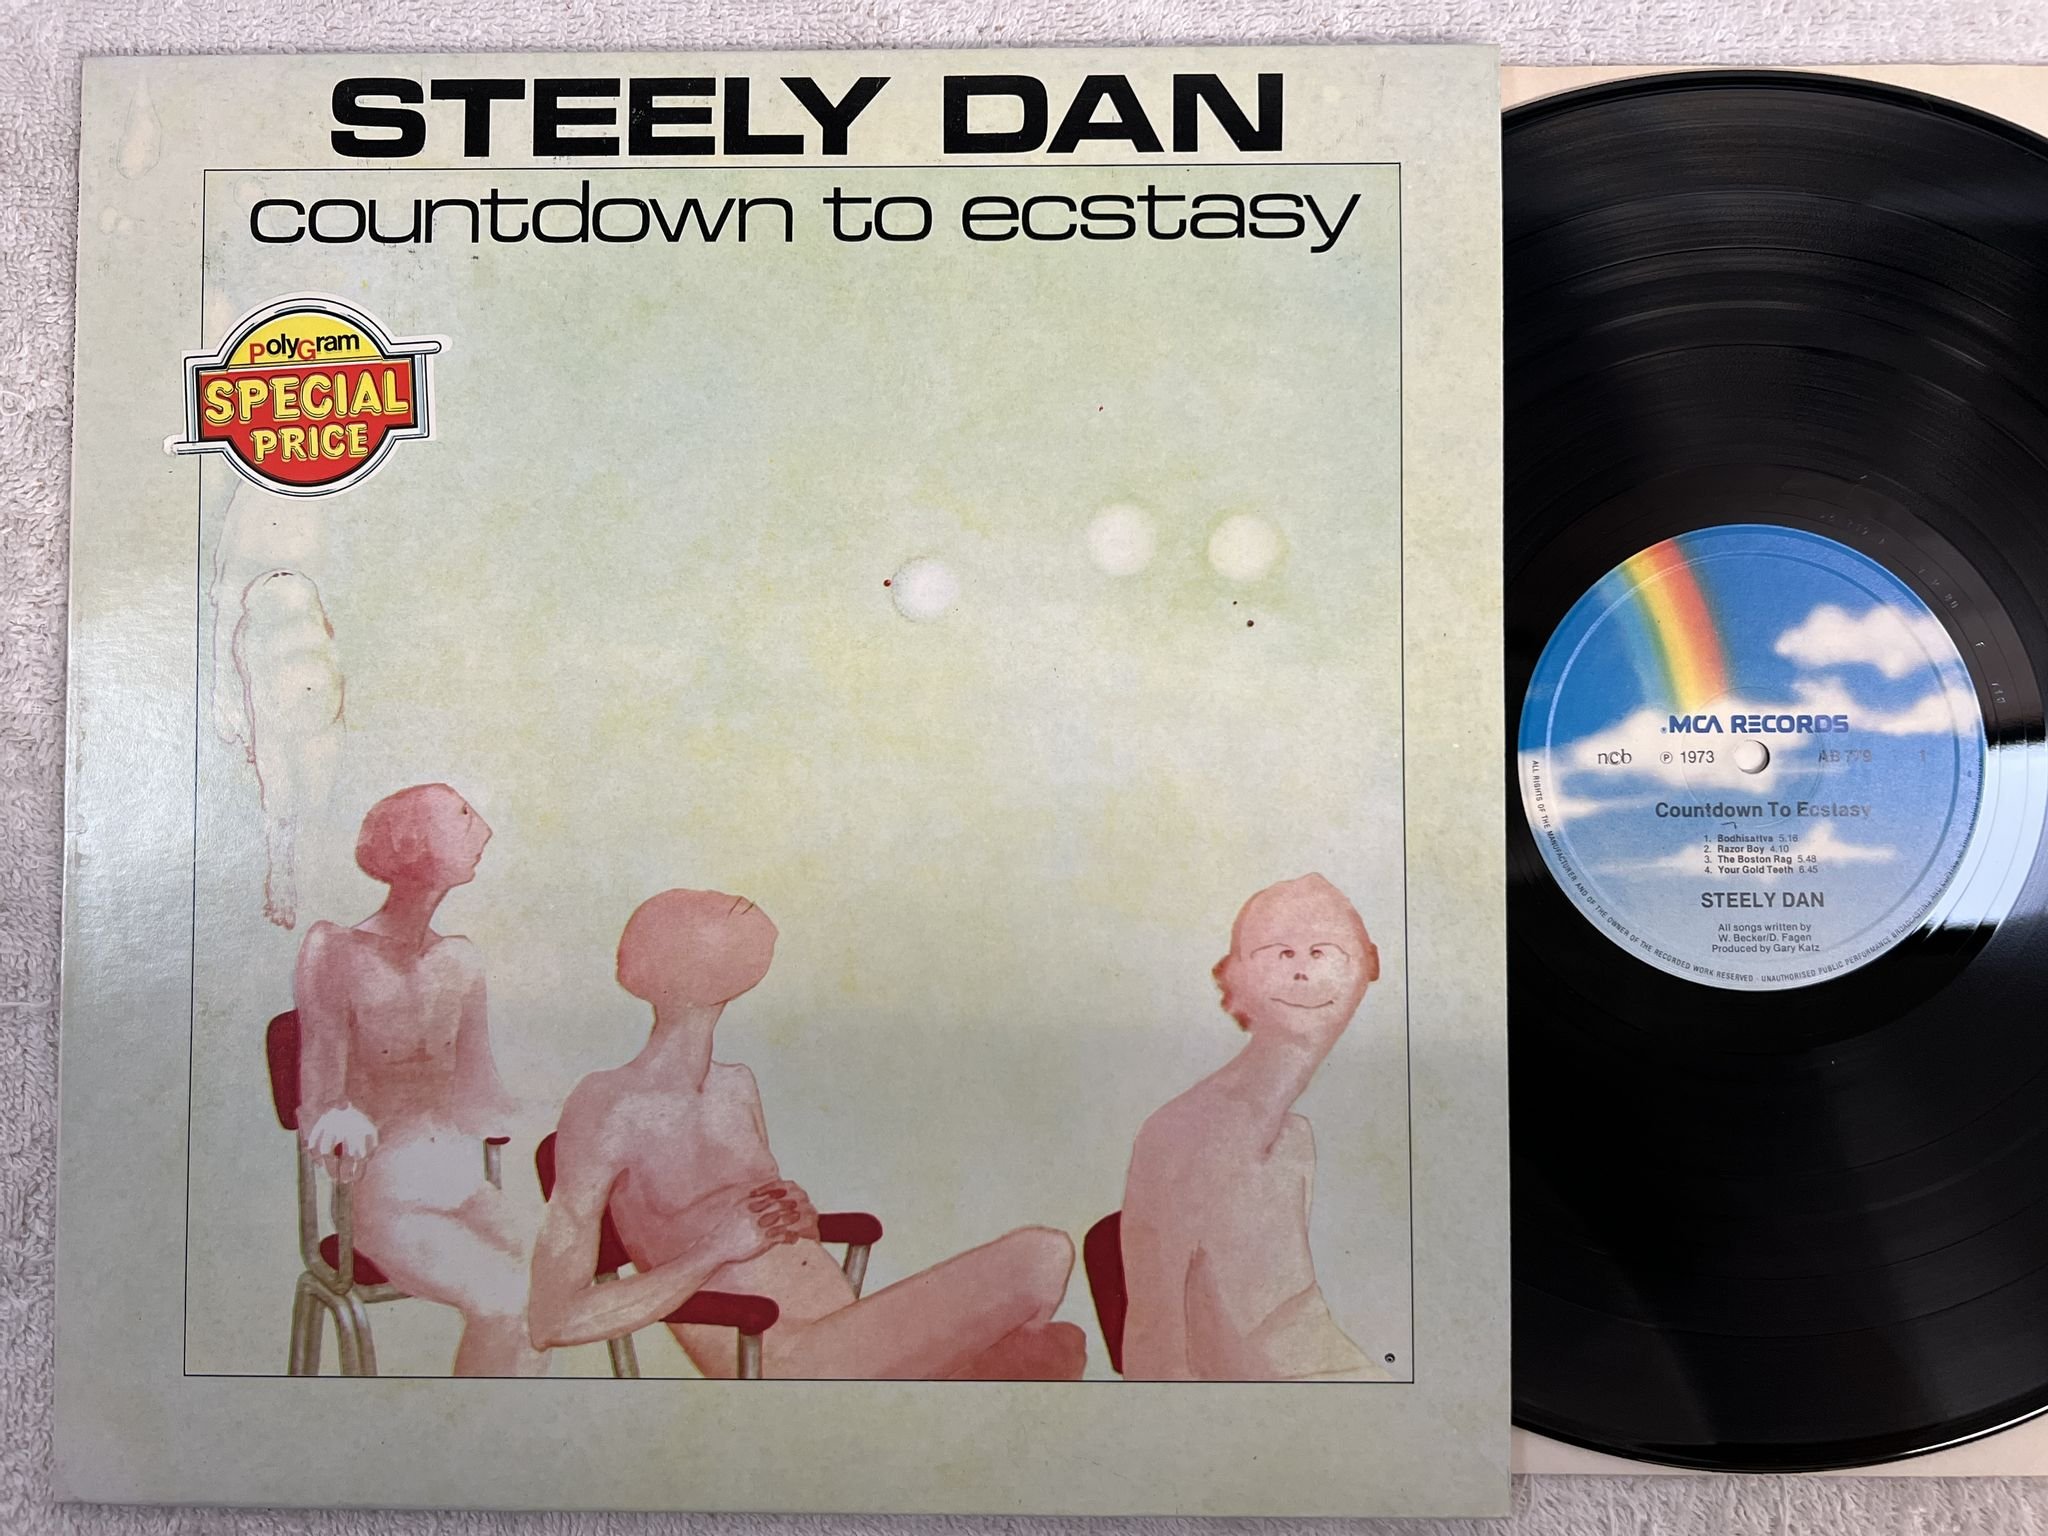 STEELY DAN
countdown to ecstasy
PolyGram
SPECIAL
PRICE
MCA RECORDS
ncb ℗ 1973 AB 779 1
Countdown To Ecstasy
1. Bodhisattva 5.16
2. Razor Boy 4.10
3. The Boston Rag 5.48
4. Your Gold Teeth 6.45
STEELY DAN
All songs written by
W. Becker/D. Fagen
Produced by Gary Katz
ALL RIGHTS OF THE MANUFACTURER AND OF THE OWNER OF THE RECORDED WORK RESERVED · UNAUTHORISED PUBLIC PERFORMANCE BROADCASTING AND